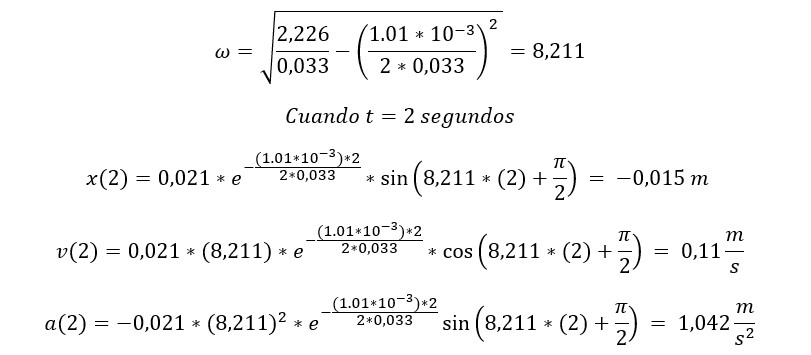 ω = √(2,226/0,033 − (1.01 * 10⁻³/2 * 0,033)²) = 8,211
Cuando t = 2 segundos
x(2) = 0,021 * e^(−(1.01*10⁻³)*2/2*0,033) * sin(8,211 * (2) + π/2) = −0,015 m
v(2) = 0,021 * (8,211) * e^(−(1.01*10⁻³)*2/2*0,033) * cos(8,211 * (2) + π/2) = 0,11 m/s
a(2) = −0,021 * (8,211)² * e^(−(1.01*10⁻³)*2/2*0,033) sin(8,211 * (2) + π/2) = 1,042 m/s²